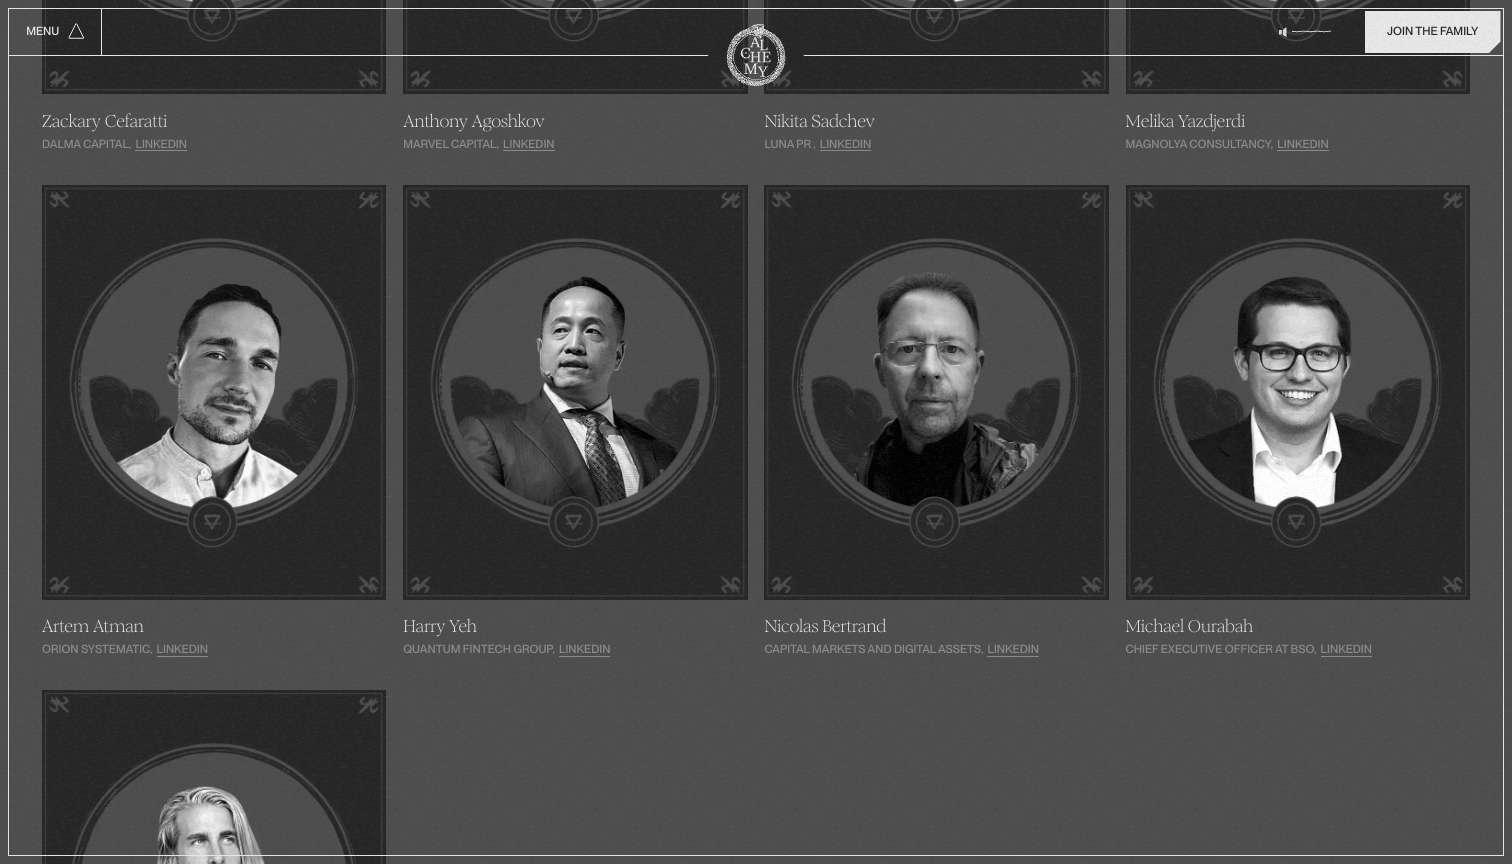 MENU
AL
CHE
MY
JOIN THE FAMILY
Zackary Cefaratti
DALMA CAPITAL, LINKEDIN
Anthony Agoshkov
MARVEL CAPITAL, LINKEDIN
Nikita Sadchev
LUNA PR , LINKEDIN
Melika Yazdjerdi
MAGNOLYA CONSULTANCY, LINKEDIN
Artem Atman
ORION SYSTEMATIC, LINKEDIN
Harry Yeh
QUANTUM FINTECH GROUP, LINKEDIN
Nicolas Bertrand
CAPITAL MARKETS AND DIGITAL ASSETS, LINKEDIN
Michael Ourabah
CHIEF EXECUTIVE OFFICER AT BSO, LINKEDIN